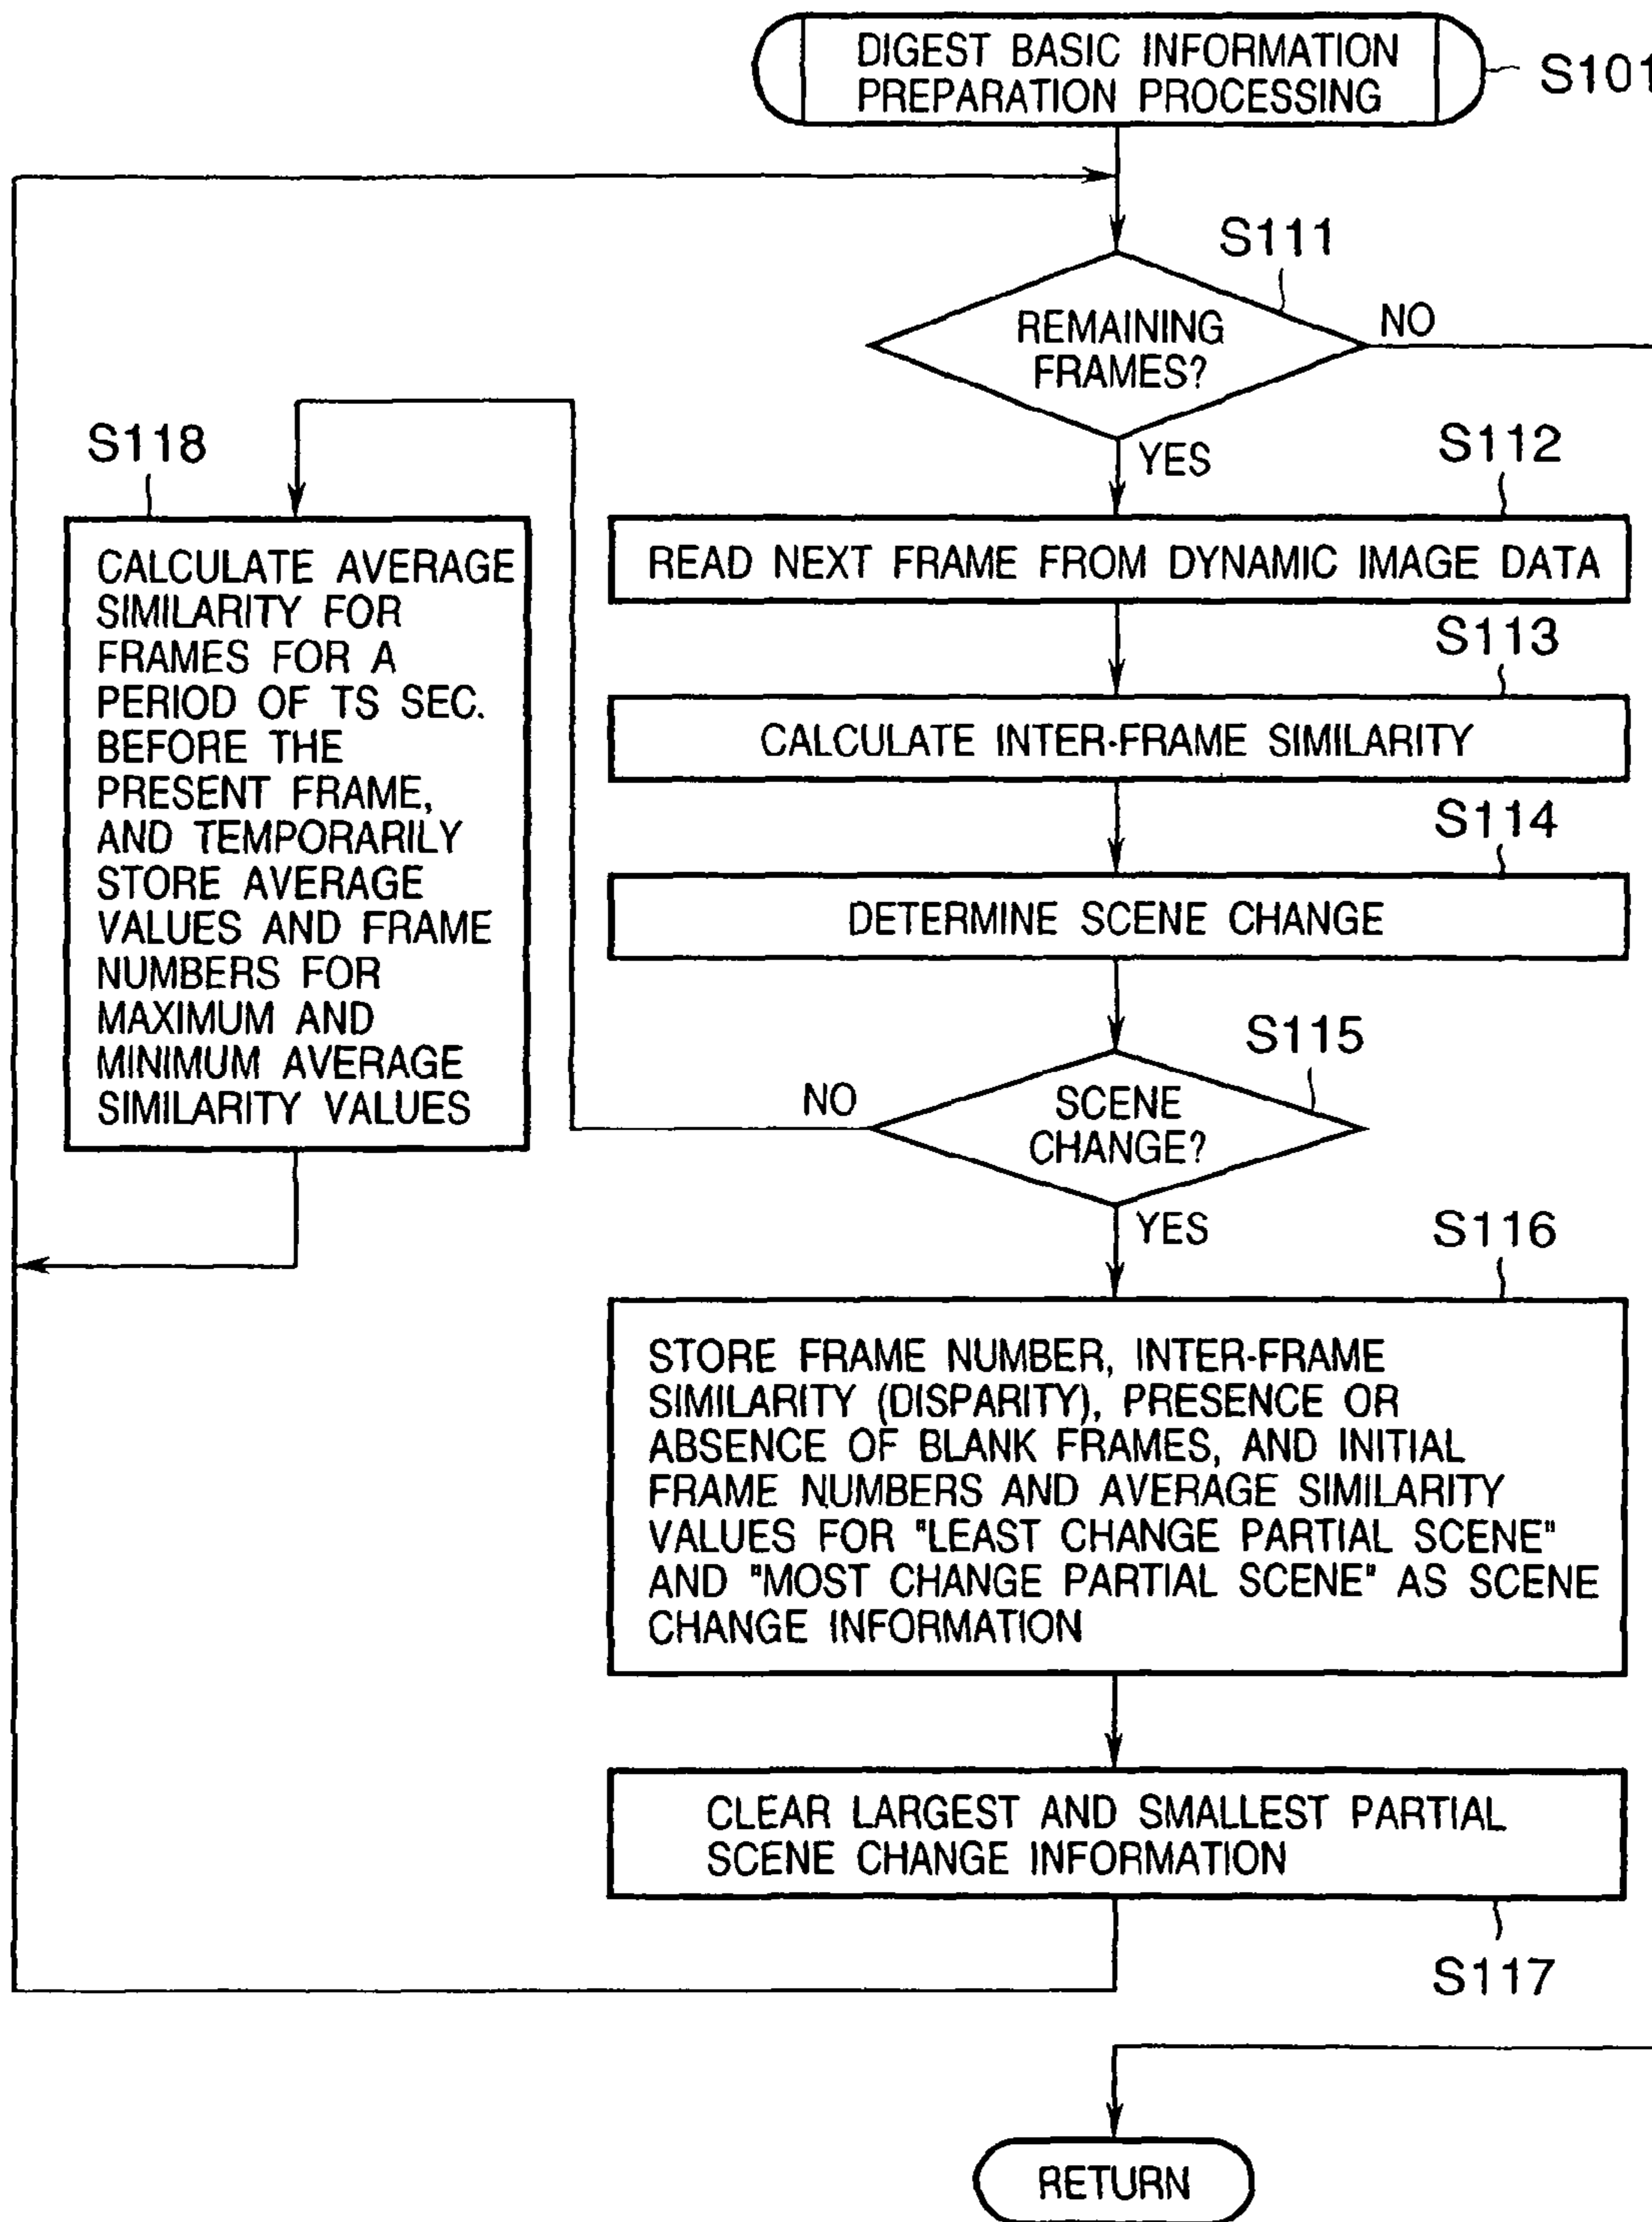 DIGEST BASIC INFORMATION
PREPARATION PROCESSING
S101
S111
REMAINING
FRAMES?
NO
YES
S112
READ NEXT FRAME FROM DYNAMIC IMAGE DATA
S113
CALCULATE INTER-FRAME SIMILARITY
S114
DETERMINE SCENE CHANGE
S115
SCENE
CHANGE?
NO
YES
S118
CALCULATE AVERAGE
SIMILARITY FOR
FRAMES FOR A
PERIOD OF TS SEC.
BEFORE THE
PRESENT FRAME,
AND TEMPORARILY
STORE AVERAGE
VALUES AND FRAME
NUMBERS FOR
MAXIMUM AND
MINIMUM AVERAGE
SIMILARITY VALUES
S116
STORE FRAME NUMBER, INTER-FRAME
SIMILARITY (DISPARITY), PRESENCE OR
ABSENCE OF BLANK FRAMES, AND INITIAL
FRAME NUMBERS AND AVERAGE SIMILARITY
VALUES FOR "LEAST CHANGE PARTIAL SCENE"
AND "MOST CHANGE PARTIAL SCENE" AS SCENE
CHANGE INFORMATION
CLEAR LARGEST AND SMALLEST PARTIAL
SCENE CHANGE INFORMATION
S117
RETURN